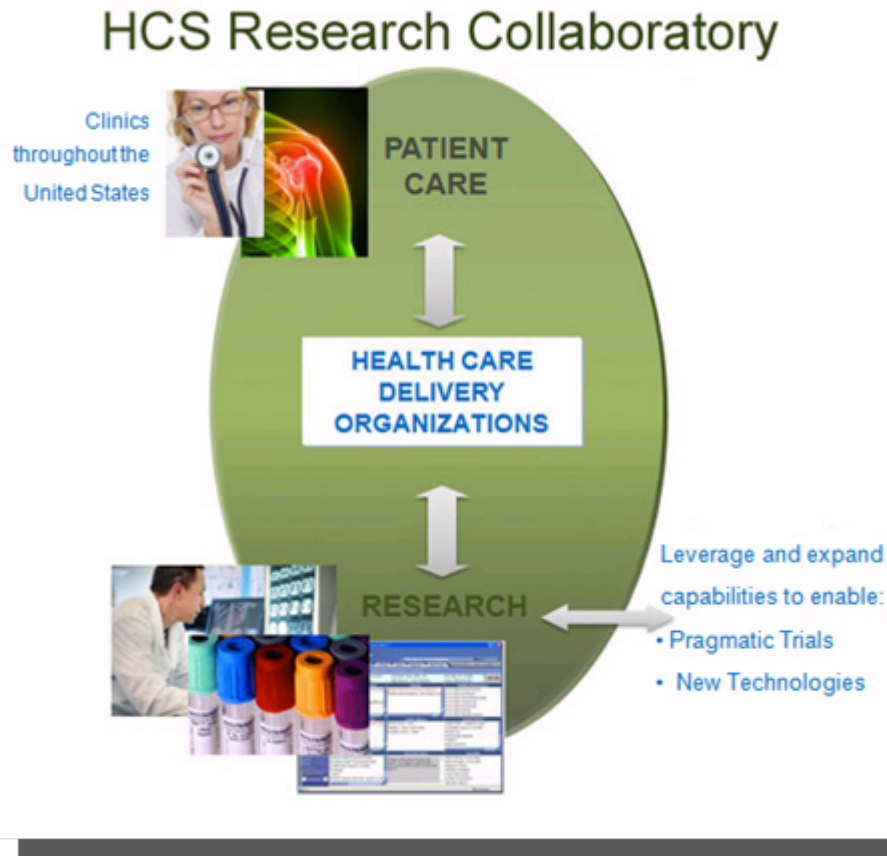 HCS Research Collaboratory
Clinics
throughout the
United States
PATIENT
CARE
HEALTH CARE
DELIVERY
ORGANIZATIONS
RESEARCH
Leverage and expand
capabilities to enable:
• Pragmatic Trials
• New Technologies